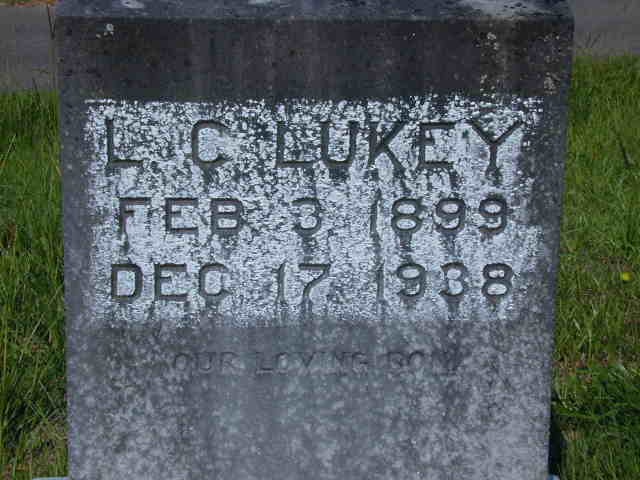 L C LUKEY
FEB 3 1899
DEC 17 1938
OUR LOVING SON